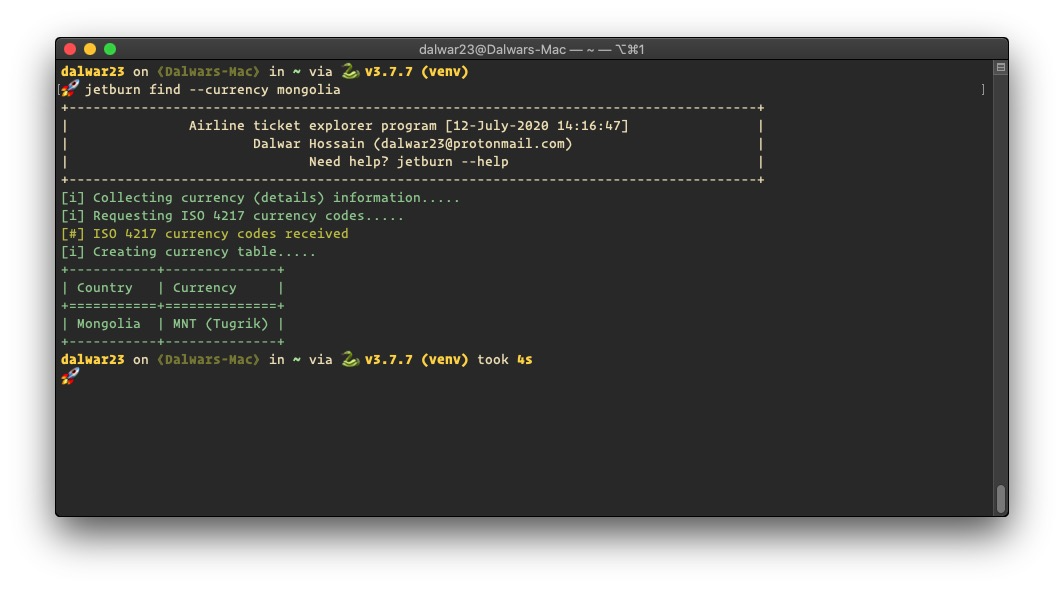 dalwar23@Dalwars-Mac — ~ — ⌥⌘1
dalwar23 on 《Dalwars-Mac》 in ~ via 🐍 v3.7.7 (venv)
[🚀 jetburn find --currency mongolia ]
+--------------------------------------------------------------------------------------+
| Airline ticket explorer program [12-July-2020 14:16:47] |
| Dalwar Hossain (dalwar23@protonmail.com) |
| Need help? jetburn --help |
+--------------------------------------------------------------------------------------+
[i] Collecting currency (details) information.....
[i] Requesting ISO 4217 currency codes.....
[#] ISO 4217 currency codes received
[i] Creating currency table.....
+-----------+--------------+
| Country   | Currency     |
+===========+==============+
| Mongolia  | MNT (Tugrik) |
+-----------+--------------+
dalwar23 on 《Dalwars-Mac》 in ~ via 🐍 v3.7.7 (venv) took 4s
🚀